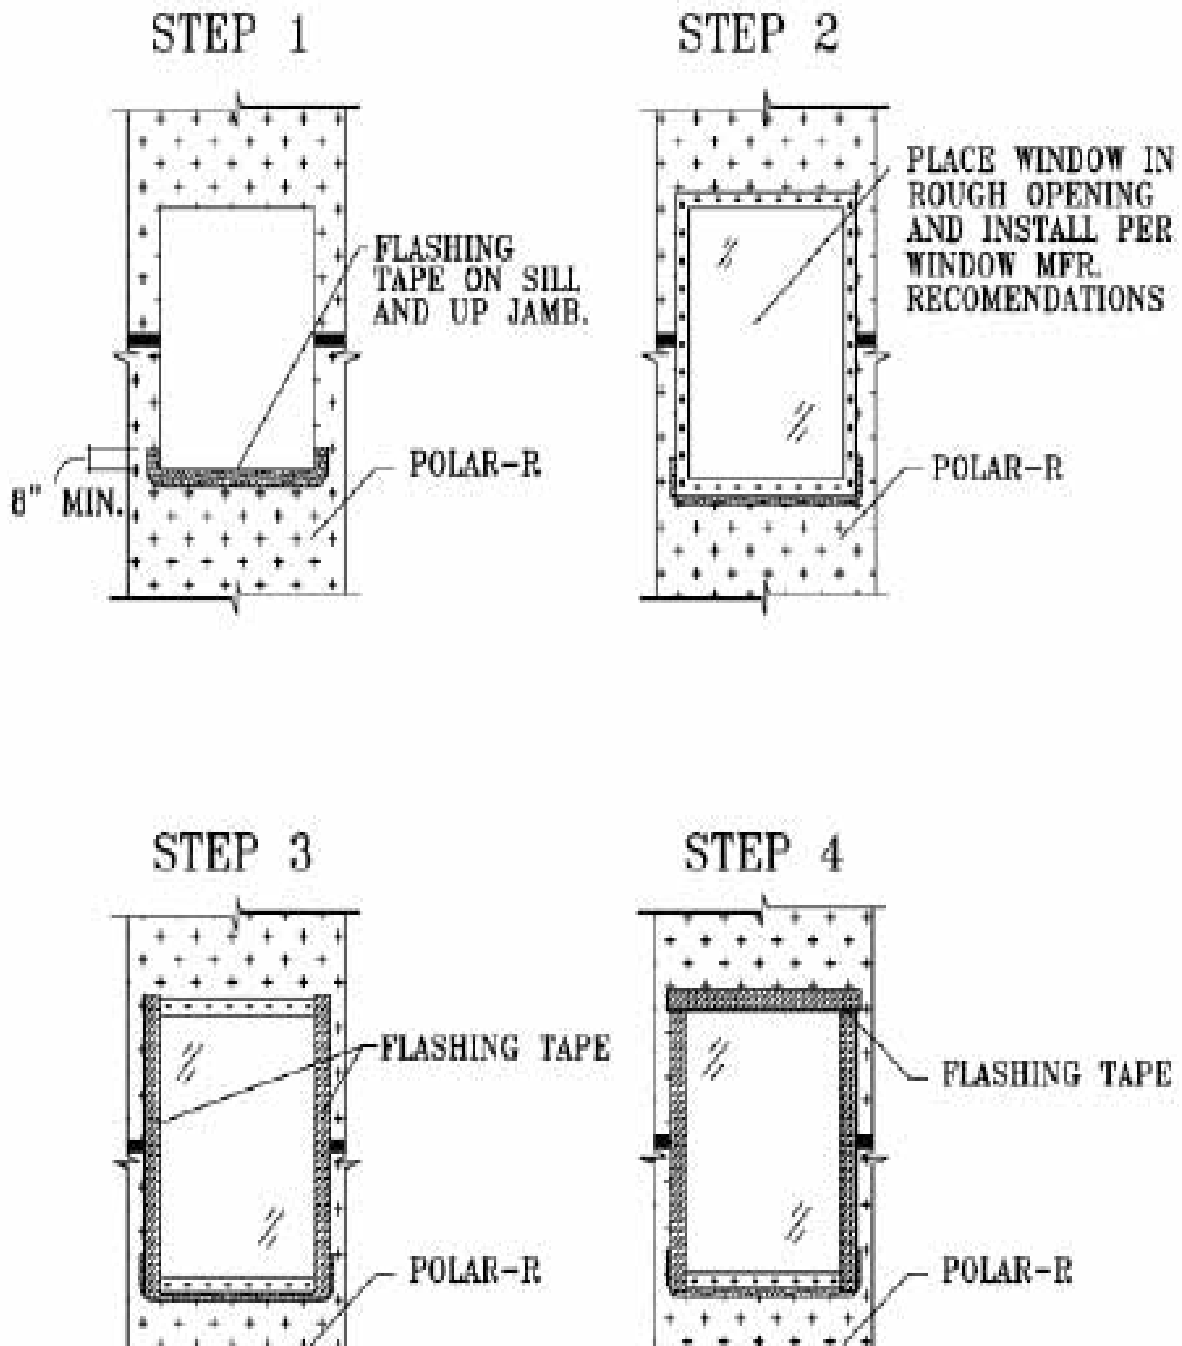 STEP 1
FLASHING
TAPE ON SILL
AND UP JAMB.
POLAR-R
8" MIN.
STEP 2
PLACE WINDOW IN
ROUGH OPENING
AND INSTALL PER
WINDOW MFR.
RECOMENDATIONS
POLAR-R
STEP 3
FLASHING TAPE
POLAR-R
STEP 4
FLASHING TAPE
POLAR-R